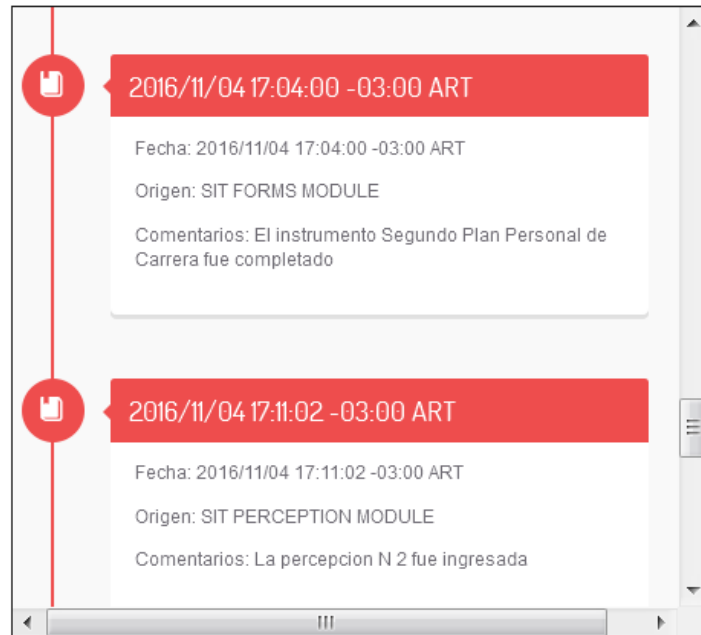 2016/11/04 17:04:00 -03:00 ART
Fecha: 2016/11/04 17:04:00 -03:00 ART
Origen: SIT FORMS MODULE
Comentarios: El instrumento Segundo Plan Personal de
Carrera fue completado
2016/11/04 17:11:02 -03:00 ART
Fecha: 2016/11/04 17:11:02 -03:00 ART
Origen: SIT PERCEPTION MODULE
Comentarios: La percepcion N 2 fue ingresada